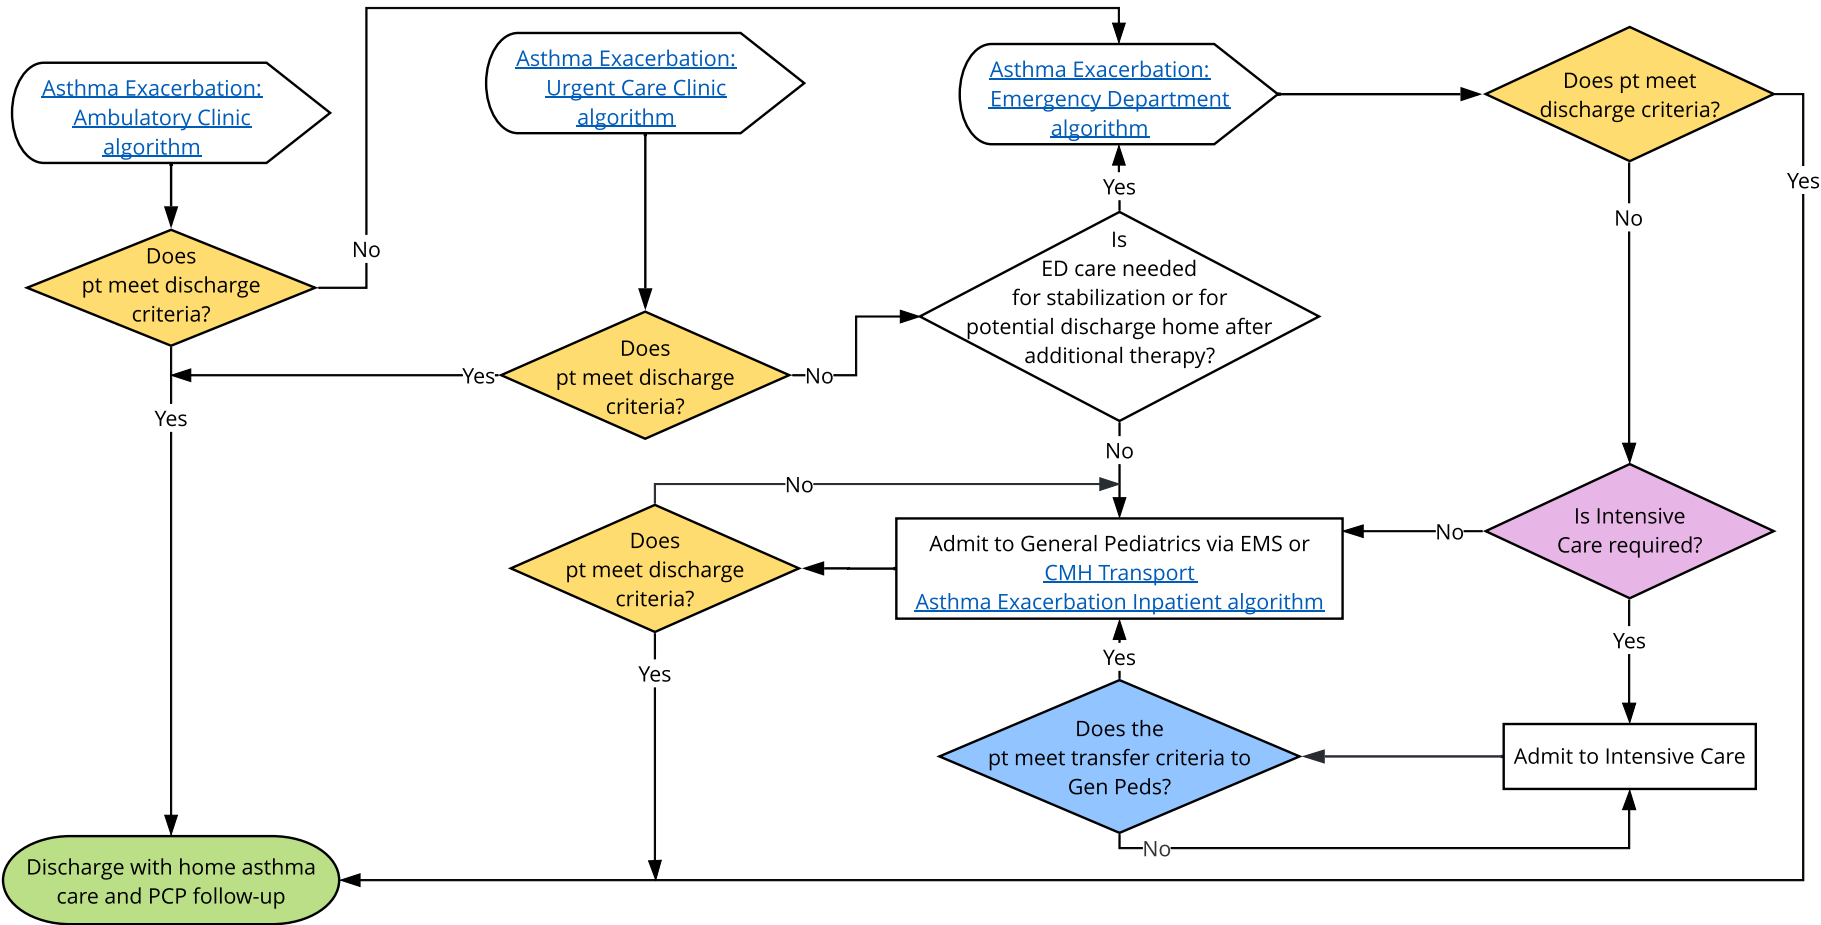 Asthma Exacerbation:
Ambulatory Clinic
algorithm
Asthma Exacerbation:
Urgent Care Clinic
algorithm
Asthma Exacerbation:
Emergency Department
algorithm
Does pt meet
discharge criteria?
Yes
No
Does
pt meet discharge
criteria?
No
Yes
Does
pt meet discharge
criteria?
Yes
No
Is
ED care needed
for stabilization or for
potential discharge home after
additional therapy?
Yes
No
Is Intensive
Care required?
No
Yes
Does
pt meet discharge
criteria?
No
Yes
Admit to General Pediatrics via EMS or
CMH Transport
Asthma Exacerbation Inpatient algorithm
Yes
Does the
pt meet transfer criteria to
Gen Peds?
No
Admit to Intensive Care
Discharge with home asthma
care and PCP follow-up